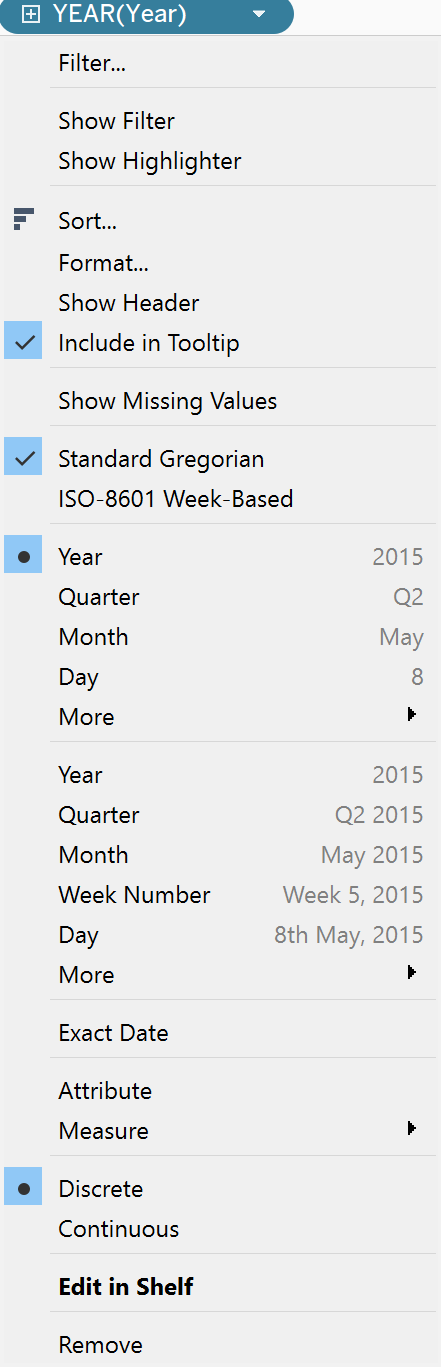 YEAR(Year)
Filter...
Show Filter
Show Highlighter
Sort...
Format...
Show Header
Include in Tooltip
Show Missing Values
Standard Gregorian
ISO-8601 Week-Based
Year 2015
Quarter Q2
Month May
Day 8
More
Year 2015
Quarter Q2 2015
Month May 2015
Week Number Week 5, 2015
Day 8th May, 2015
More
Exact Date
Attribute
Measure
Discrete
Continuous
Edit in Shelf
Remove